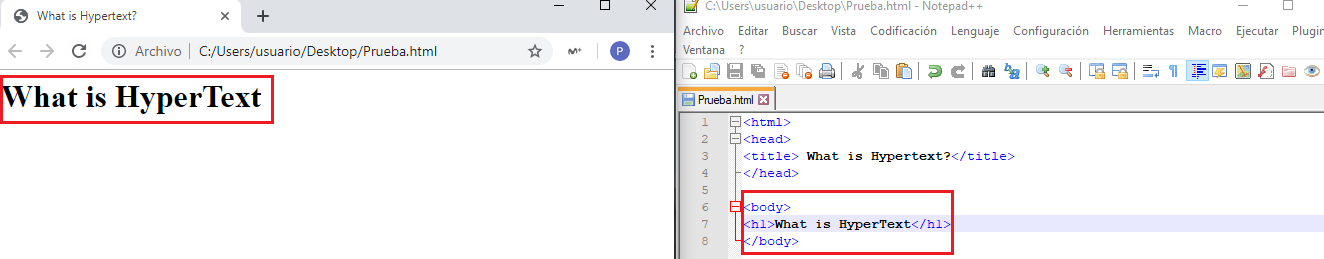 What is Hypertext?
Archivo | C:/Users/usuario/Desktop/Prueba.html
P
What is HyperText
C:\Users\usuario\Desktop\Prueba.html - Notepad++
Archivo Editar Buscar Vista Codificación Lenguaje Configuración Herramientas Macro Ejecutar Plugin
Ventana ?
Prueba.html
1 <html>
2 <head>
3 <title> What is Hypertext?</title>
4 </head>
5
6 <body>
7 <h1>What is HyperText</h1>
8 </body>